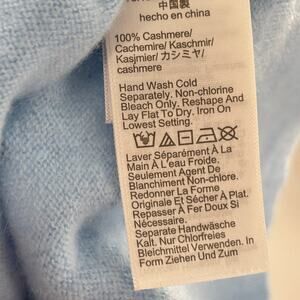 中国製
hecho en china
100% Cashmere/
Cachemire/ Kaschmir/
Kasjmier/ カシミヤ/
cashmere
Hand Wash Cold
Separately. Non-chlorine
Bleach Only. Reshape And
Lay Flat To Dry. Iron On
Lowest Setting.
Laver Séparément À La
Main À L'eau Froide.
Seulement Agent De
Blanchiment Non-chlore.
Redonner La Forme
Originale Et Sécher À Plat.
Repasser À Fer Doux Si
Nécessaire.
Separate Handwäsche
Kalt. Nur Chlorfreies
Bleichmittel Verwenden. In
Form Ziehen Und Zum